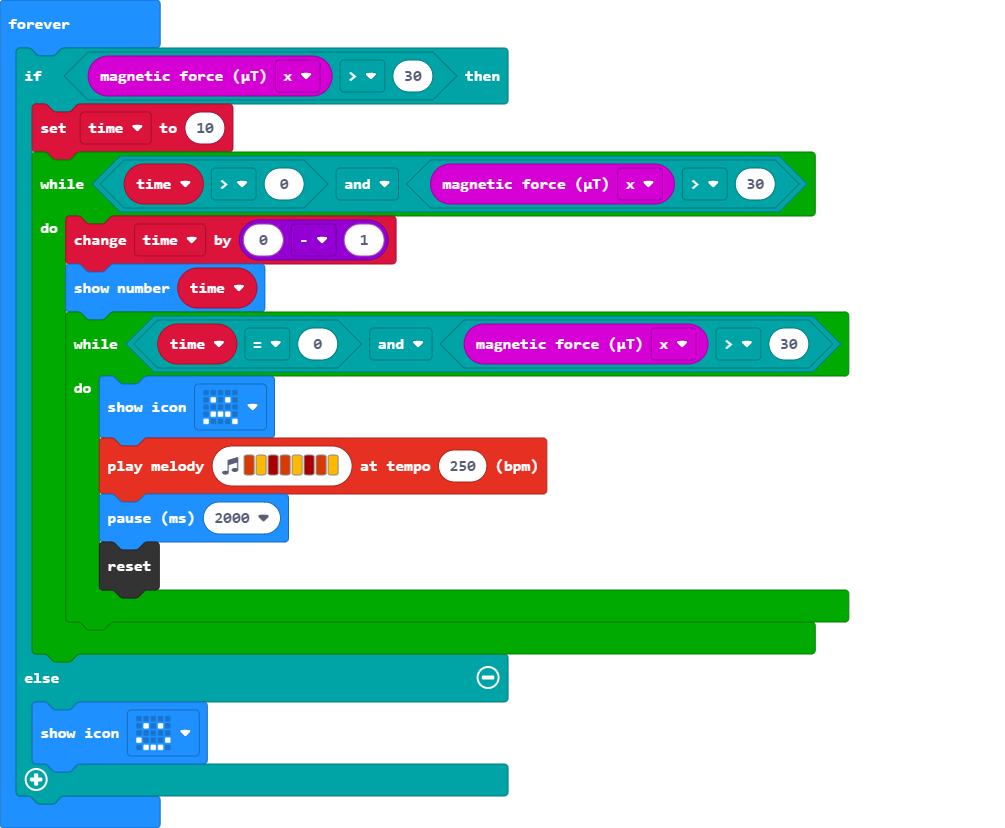 forever
if magnetic force (μT) x > 30 then
set time to 10
while time > 0 and magnetic force (μT) x > 30
do
change time by 0 - 1
show number time
while time = 0 and magnetic force (μT) x > 30
do
show icon
play melody at tempo 250 (bpm)
pause (ms) 2000
reset
else
show icon